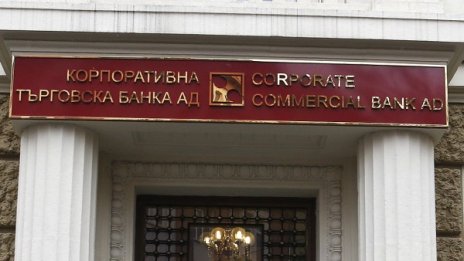 КОРПОРАТИВНА
ТЪРГОВСКА БАНКА АД
CORPORATE
COMMERCIAL BANK AD